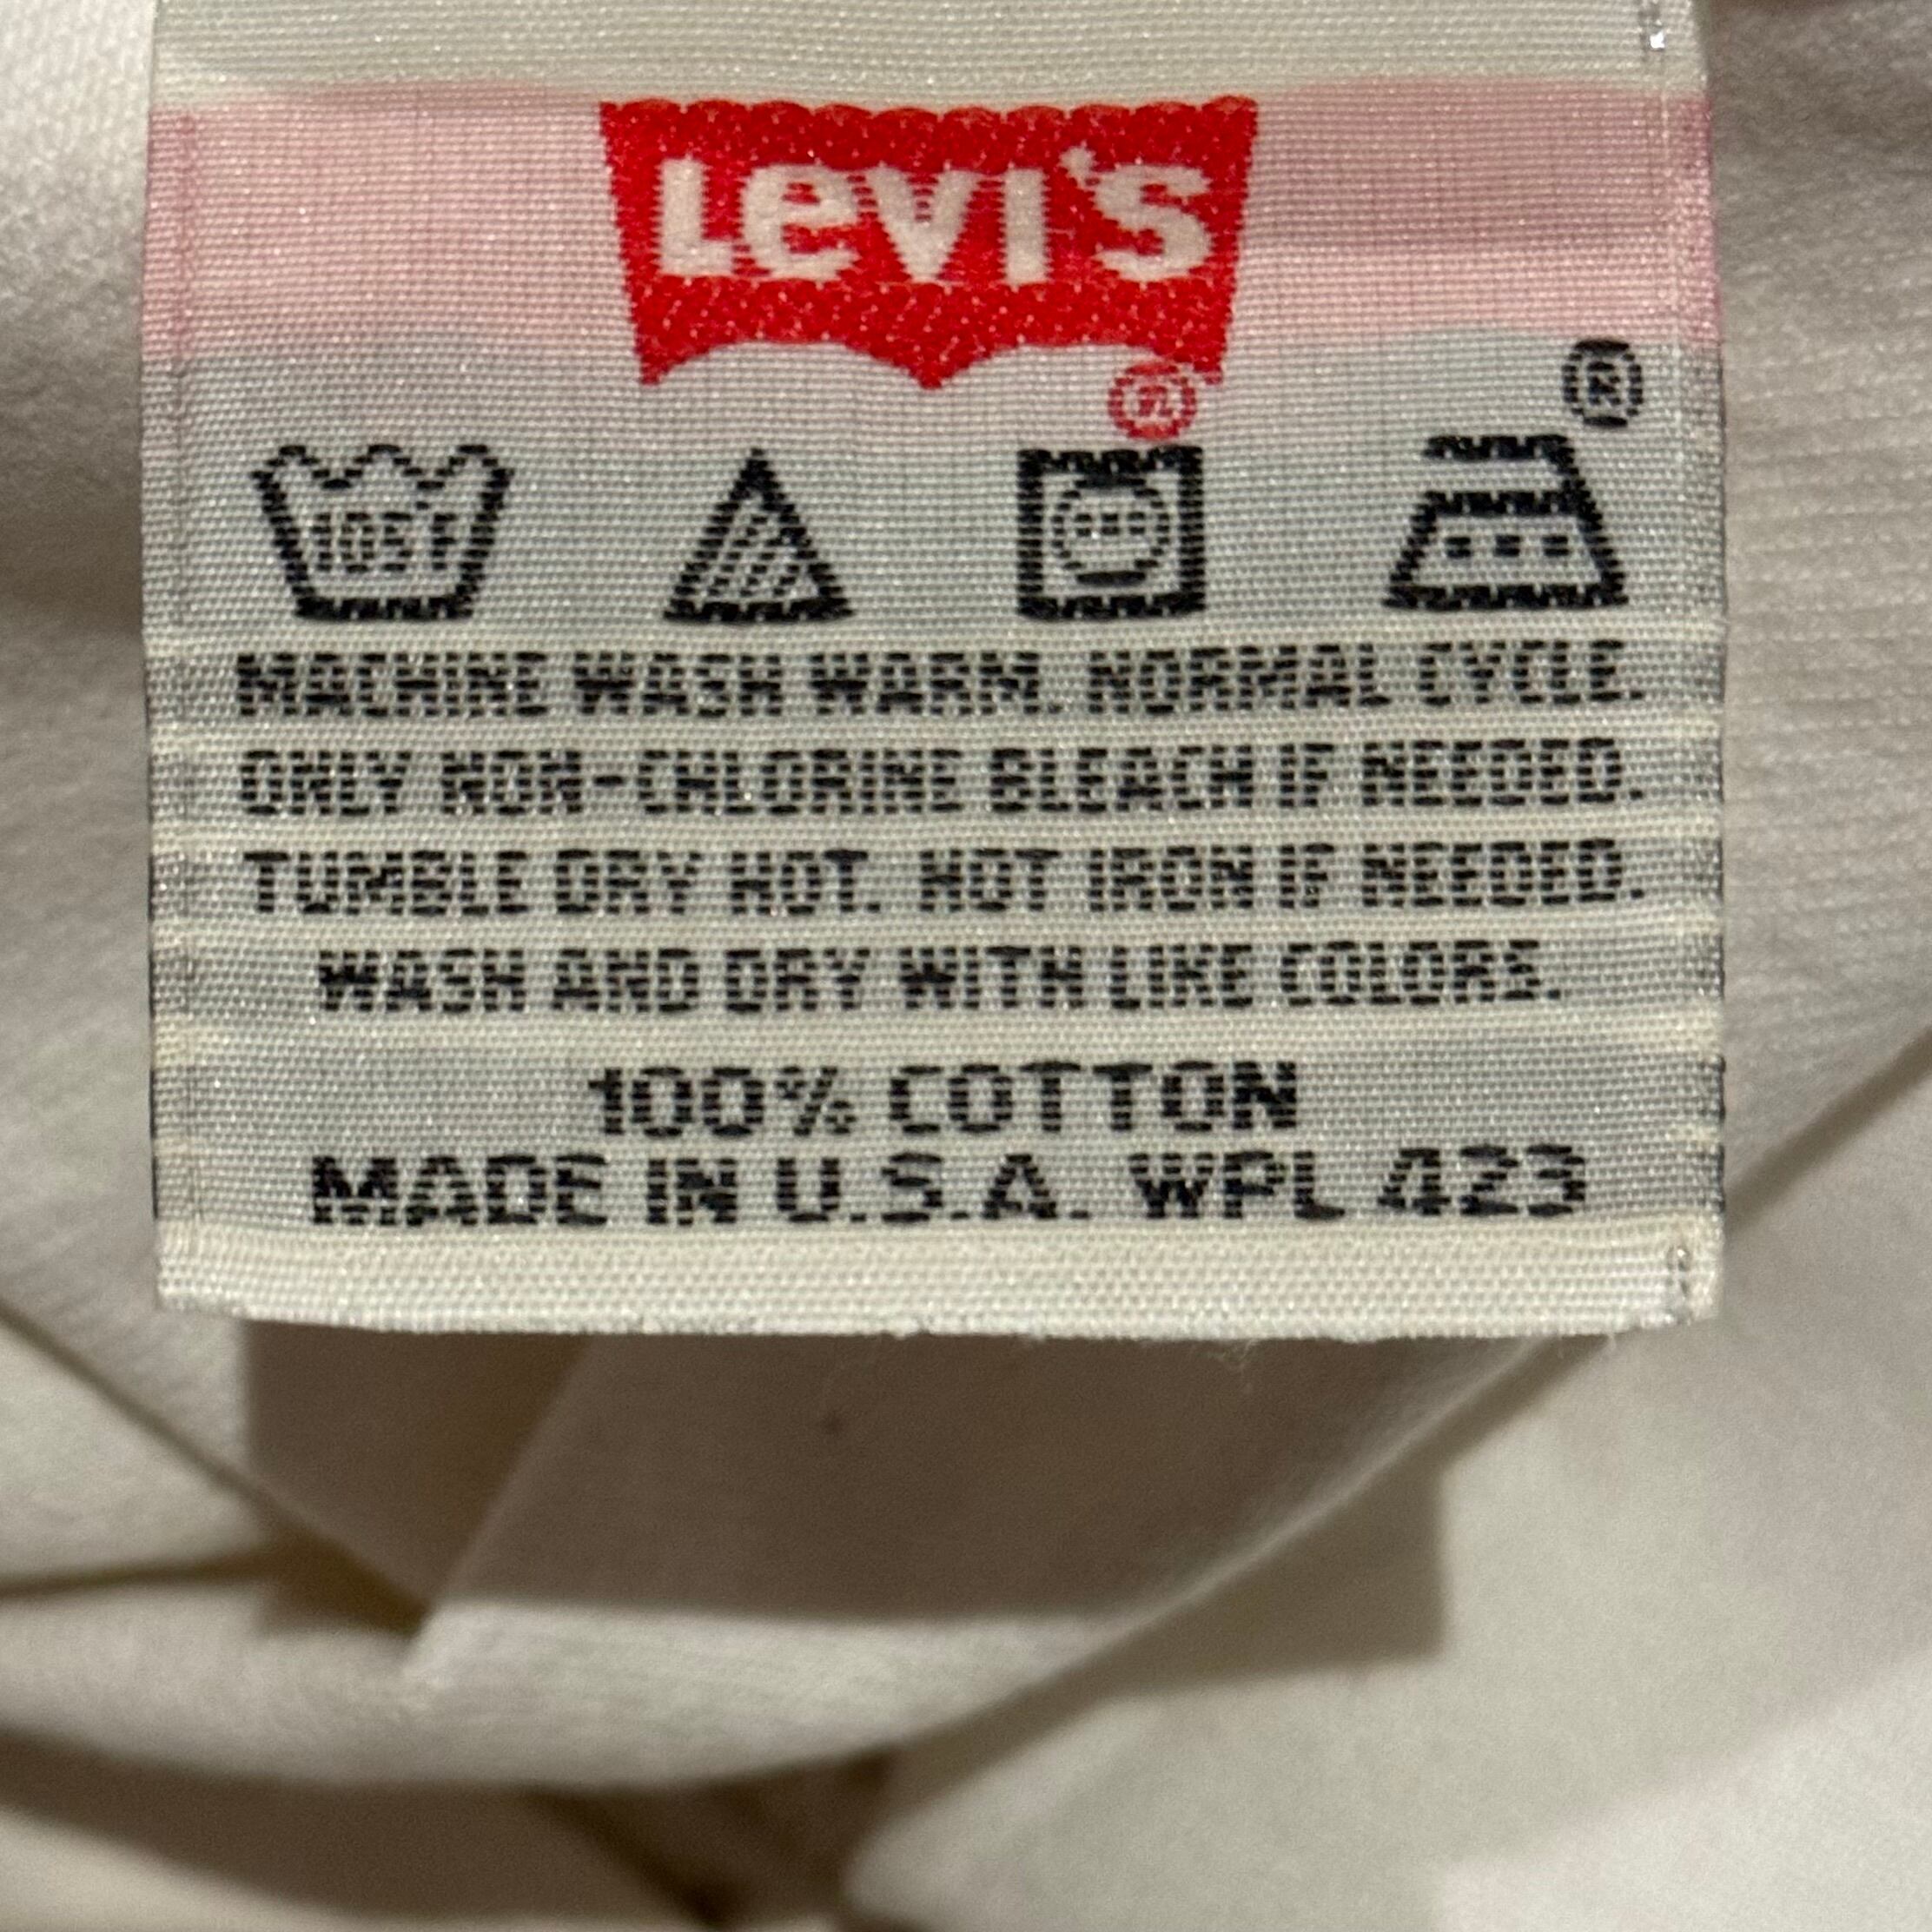 Levi's
®
®
105°F
MACHINE WASH WARM. NORMAL CYCLE.
ONLY NON-CHLORINE BLEACH IF NEEDED.
TUMBLE DRY HOT. HOT IRON IF NEEDED.
WASH AND DRY WITH LIKE COLORS.
100% COTTON
MADE IN U.S.A. WPL 423